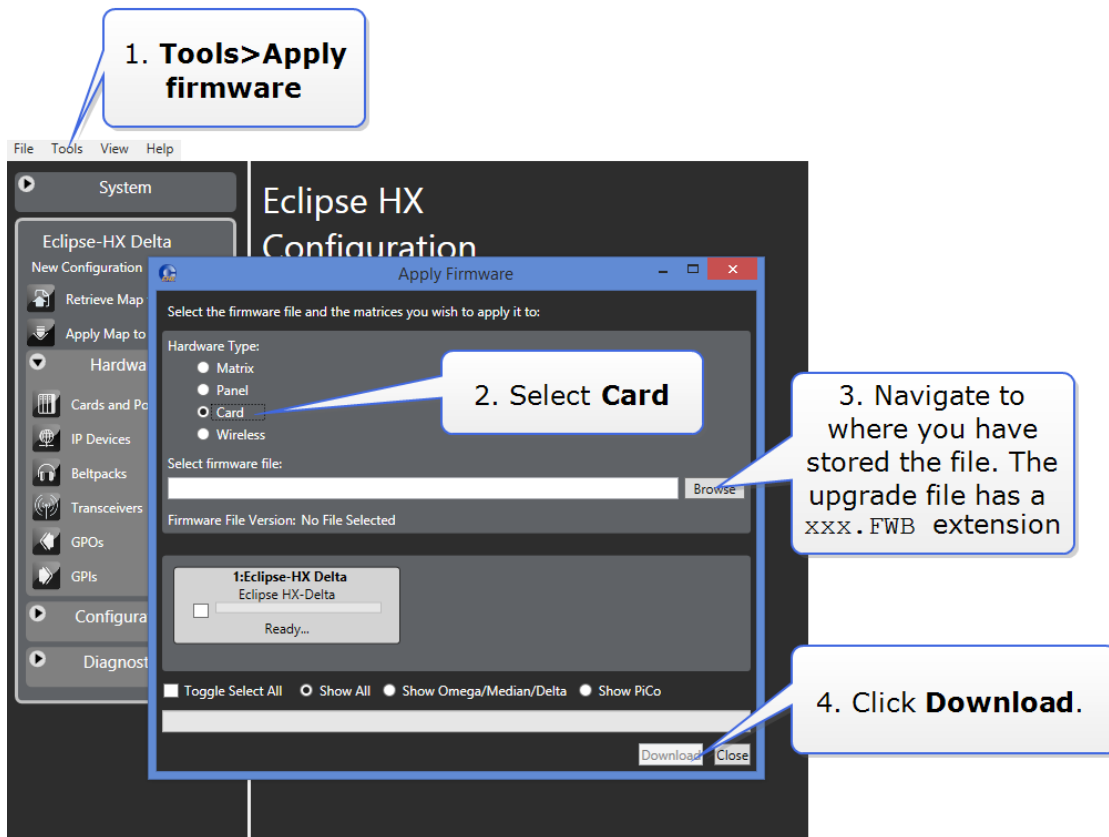 1. Tools>Apply
firmware
File Tools View Help
System
Eclipse HX
Configuration
Eclipse-HX Delta
New Configuration
Retrieve Map
Apply Map to
Hardwa
Cards and Po
IP Devices
Beltpacks
Transceivers
GPOs
GPIs
Configura
Diagnost
Apply Firmware
Select the firmware file and the matrices you wish to apply it to:
Hardware Type:
Matrix
Panel
Card
Wireless
2. Select Card
3. Navigate to
where you have
stored the file. The
upgrade file has a
xxx.FWB extension
Select firmware file:
Browse
Firmware File Version: No File Selected
1:Eclipse-HX Delta
Eclipse HX-Delta
Ready...
Toggle Select All Show All Show Omega/Median/Delta Show PiCo
4. Click Download.
Download Close